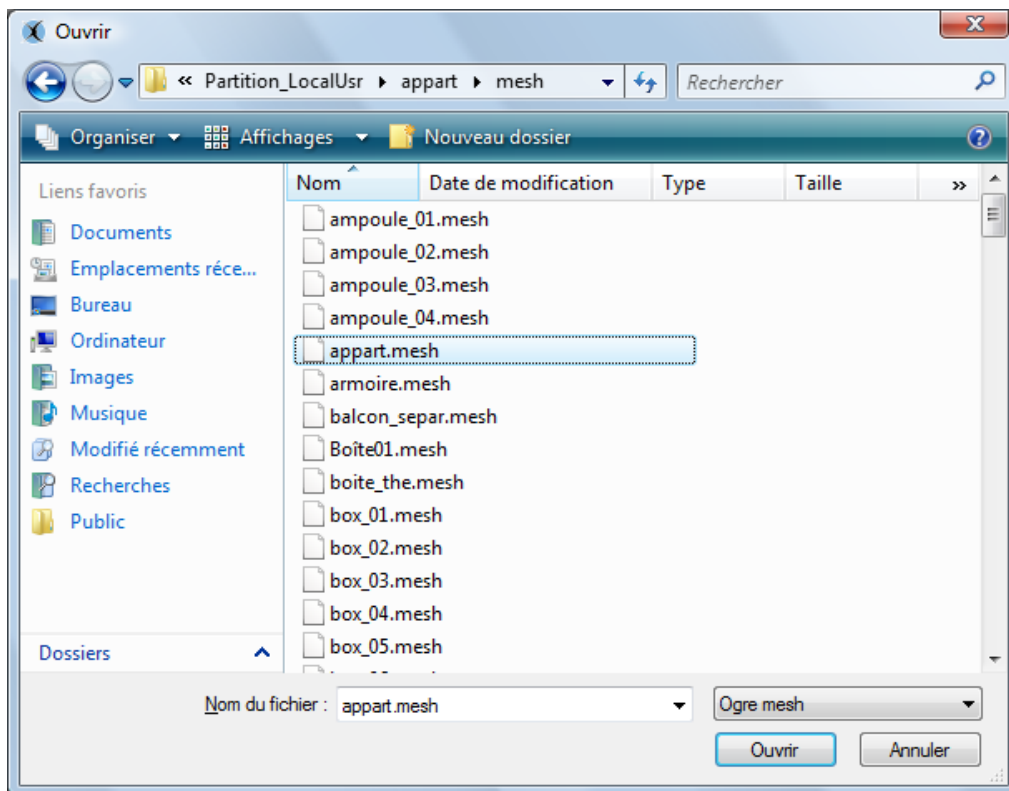 Ouvrir
« Partition_LocalUsr appart mesh Rechercher
Organiser Affichages Nouveau dossier
Liens favoris
Documents
Emplacements réce...
Bureau
Ordinateur
Images
Musique
Modifié récemment
Recherches
Public
Dossiers
Nom Date de modification Type Taille »
ampoule_01.mesh
ampoule_02.mesh
ampoule_03.mesh
ampoule_04.mesh
appart.mesh
armoire.mesh
balcon_separ.mesh
Boîte01.mesh
boite_the.mesh
box_01.mesh
box_02.mesh
box_03.mesh
box_04.mesh
box_05.mesh
Nom du fichier : appart.mesh Ogre mesh
Ouvrir Annuler